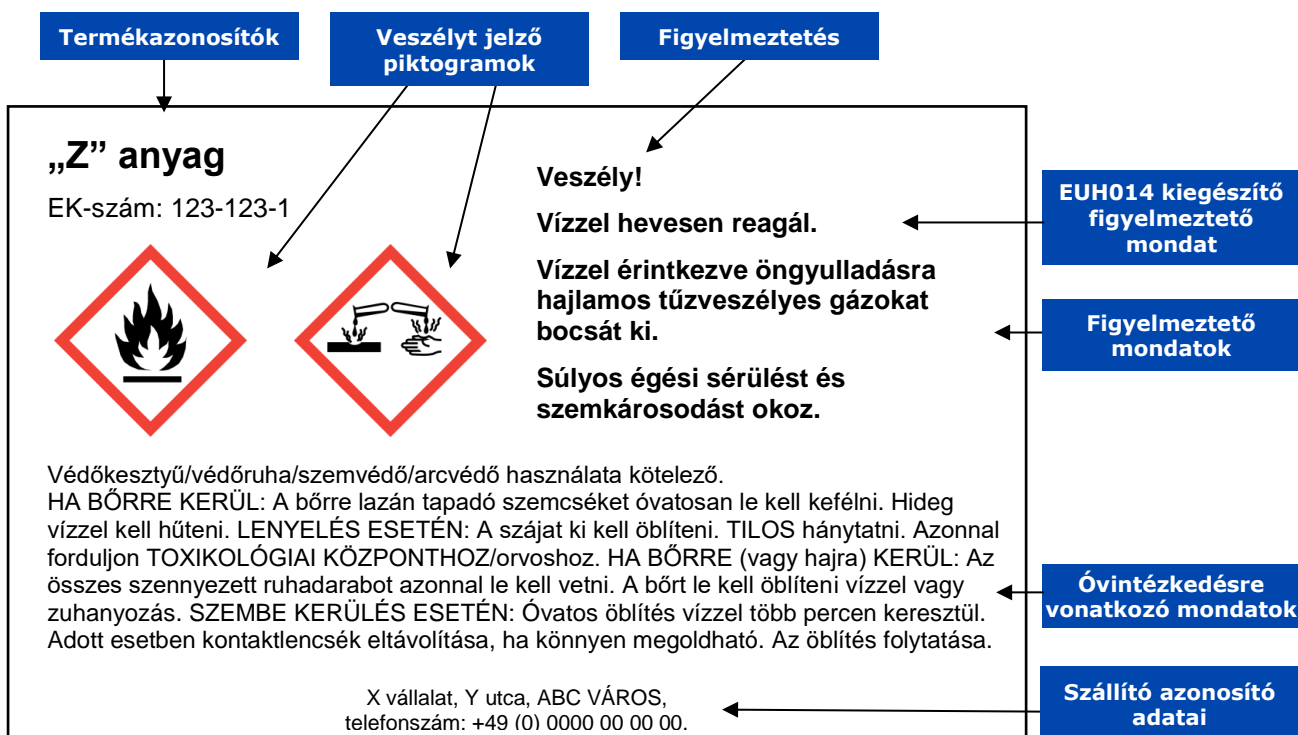 Termékazonosítók
Veszélyt jelző
piktogramok
Figyelmeztetés
„Z” anyag
EK-szám: 123-123-1
Veszély!
Vízzel hevesen reagál.
Vízzel érintkezve öngyulladásra
hajlamos tűzveszélyes gázokat
bocsát ki.
Súlyos égési sérülést és
szemkárosodást okoz.
EUH014 kiegészítő
figyelmeztető
mondat
Figyelmeztető
mondatok
Védőkesztyű/védőruha/szemvédő/arcvédő használata kötelező.
HA BŐRRE KERÜL: A bőrre lazán tapadó szemcséket óvatosan le kell kefélni. Hideg
vízzel kell hűteni. LENYELÉS ESETÉN: A szájat ki kell öblíteni. TILOS hánytatni. Azonnal
forduljon TOXIKOLÓGIAI KÖZPONTHOZ/orvoshoz. HA BŐRRE (vagy hajra) KERÜL: Az
összes szennyezett ruhadarabot azonnal le kell vetni. A bőrt le kell öblíteni vízzel vagy
zuhanyozás. SZEMBE KERÜLÉS ESETÉN: Óvatos öblítés vízzel több percen keresztül.
Adott esetben kontaktlencsék eltávolítása, ha könnyen megoldható. Az öblítés folytatása.
Óvintézkedésre
vonatkozó mondatok
X vállalat, Y utca, ABC VÁROS,
telefonszám: +49 (0) 0000 00 00 00.
Szállító azonosító
adatai